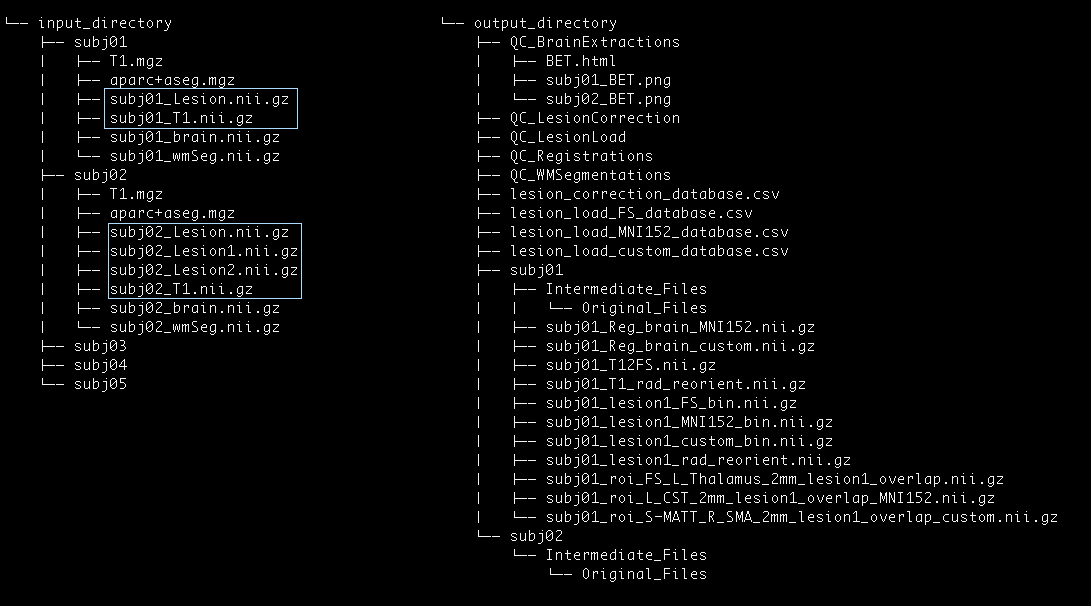 └── input_directory
    ├── subj01
    |   ├── T1.mgz
    |   ├── aparc+aseg.mgz
    |   ├── subj01_Lesion.nii.gz
    |   ├── subj01_T1.nii.gz
    |   ├── subj01_brain.nii.gz
    |   └── subj01_wmSeg.nii.gz
    ├── subj02
    |   ├── T1.mgz
    |   ├── aparc+aseg.mgz
    |   ├── subj02_Lesion.nii.gz
    |   ├── subj02_Lesion1.nii.gz
    |   ├── subj02_Lesion2.nii.gz
    |   ├── subj02_T1.nii.gz
    |   ├── subj02_brain.nii.gz
    |   └── subj02_wmSeg.nii.gz
    ├── subj03
    ├── subj04
    └── subj05
└── output_directory
    ├── QC_BrainExtractions
    |   ├── BET.html
    |   ├── subj01_BET.png
    |   └── subj02_BET.png
    ├── QC_LesionCorrection
    ├── QC_LesionLoad
    ├── QC_Registrations
    ├── QC_WMSegmentations
    ├── lesion_correction_database.csv
    ├── lesion_load_FS_database.csv
    ├── lesion_load_MNI152_database.csv
    ├── lesion_load_custom_database.csv
    ├── subj01
    |   ├── Intermediate_Files
    |   |   └── Original_Files
    |   ├── subj01_Reg_brain_MNI152.nii.gz
    |   ├── subj01_Reg_brain_custom.nii.gz
    |   ├── subj01_T12FS.nii.gz
    |   ├── subj01_T1_rad_reorient.nii.gz
    |   ├── subj01_lesion1_FS_bin.nii.gz
    |   ├── subj01_lesion1_MNI152_bin.nii.gz
    |   ├── subj01_lesion1_custom_bin.nii.gz
    |   ├── subj01_lesion1_rad_reorient.nii.gz
    |   ├── subj01_roi_FS_L_Thalamus_2mm_lesion1_overlap.nii.gz
    |   ├── subj01_roi_L_CST_2mm_lesion1_overlap_MNI152.nii.gz
    |   └── subj01_roi_S-MATT_R_SMA_2mm_lesion1_overlap_custom.nii.gz
    └── subj02
        └── Intermediate_Files
            └── Original_Files